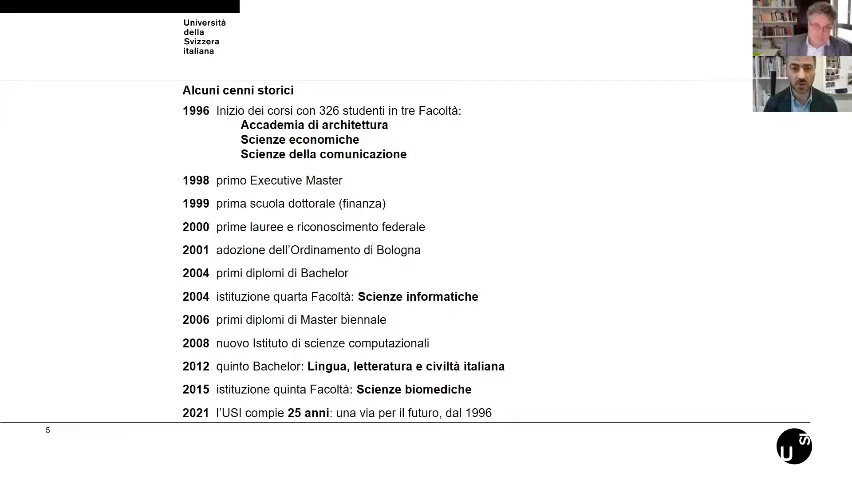 Università
della
Svizzera
italiana
Alcuni cenni storici
1996 Inizio dei corsi con 326 studenti in tre Facoltà:
Accademia di architettura
Scienze economiche
Scienze della comunicazione
1998 primo Executive Master
1999 prima scuola dottorale (finanza)
2000 prime lauree e riconoscimento federale
2001 adozione dell'Ordinamento di Bologna
2004 primi diplomi di Bachelor
2004 istituzione quarta Facoltà: Scienze informatiche
2006 primi diplomi di Master biennale
2008 nuovo Istituto di scienze computazionali
2012 quinto Bachelor: Lingua, letteratura e civiltà italiana
2015 istituzione quinta Facoltà: Scienze biomediche
2021 l'USI compie 25 anni: una via per il futuro, dal 1996
5
USI